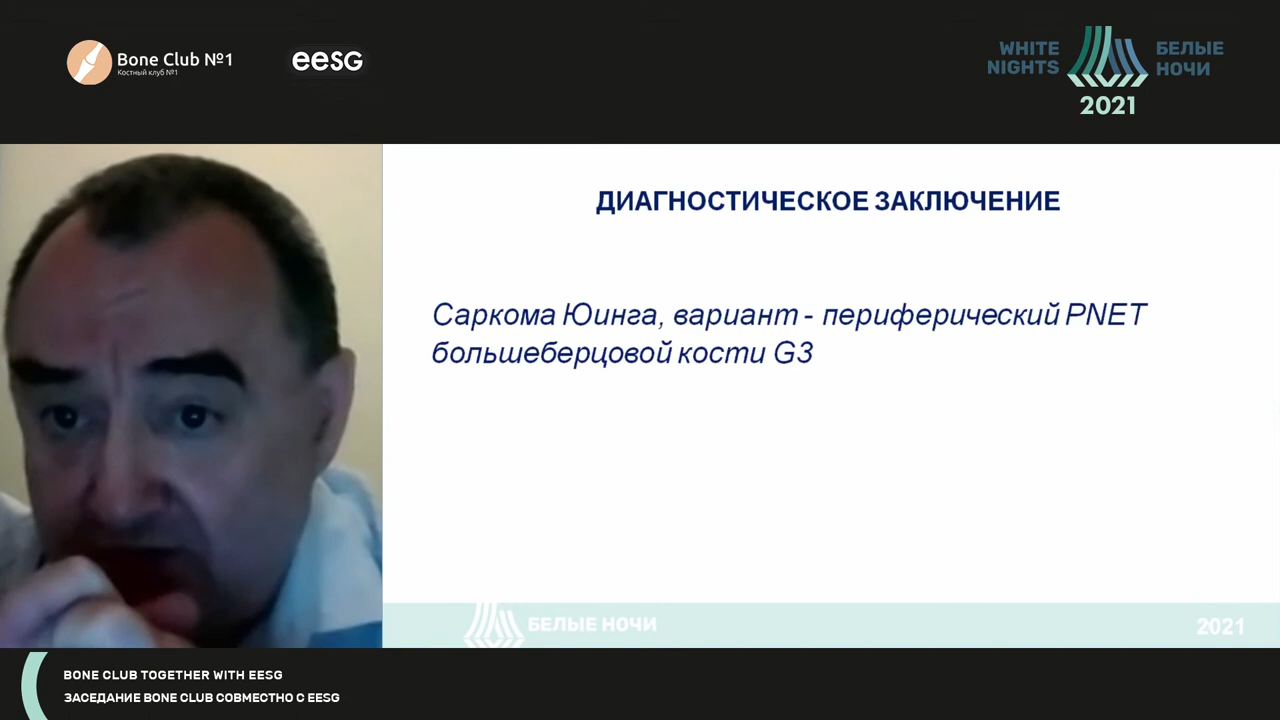 Bone Club №1
Костный клуб №1
eesg
WHITE NIGHTS
БЕЛЫЕ НОЧИ
2021
ДИАГНОСТИЧЕСКОЕ ЗАКЛЮЧЕНИЕ
Саркома Юинга, вариант - периферический PNET
большеберцовой кости G3
БЕЛЫЕ НОЧИ
2021
BONE CLUB TOGETHER WITH EESG
ЗАСЕДАНИЕ BONE CLUB СОВМЕСТНО С EESG